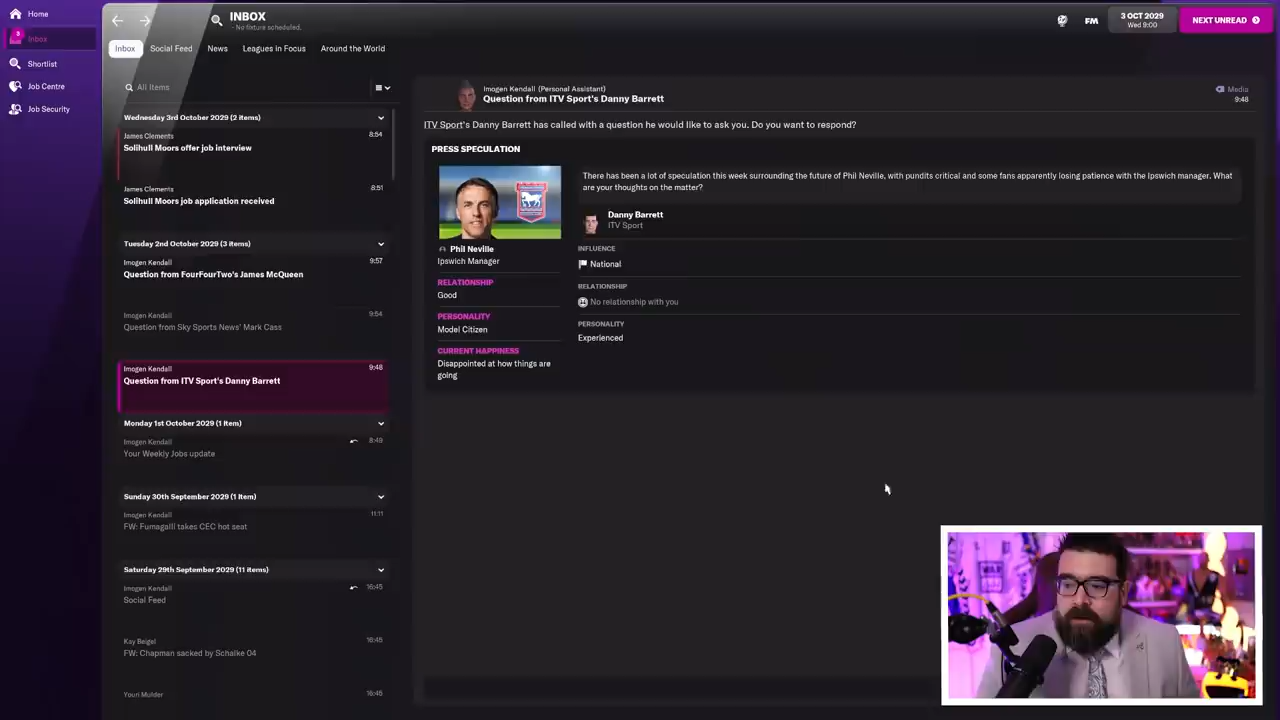 Home
INBOX
- No fixture scheduled.
FM
3 OCT 2029
Wed 9:00
NEXT UNREAD
3
Inbox
Shortlist
Job Centre
Job Security
Inbox
Social Feed
News
Leagues in Focus
Around the World
All Items
Wednesday 3rd October 2029 (2 items)
James Clements
8:54
Solihull Moors offer job interview
James Clements
8:51
Solihull Moors job application received
Tuesday 2nd October 2029 (3 items)
Imogen Kendall
9:57
Question from FourFourTwo's James McQueen
Imogen Kendall
9:54
Question from Sky Sports News' Mark Cass
Imogen Kendall
9:48
Question from ITV Sport's Danny Barrett
Monday 1st October 2029 (1 Item)
Imogen Kendall
8:49
Your Weekly Jobs update
Sunday 30th September 2029 (1 Item)
Imogen Kendall
11:11
FW: Fumagalli takes CEC hot seat
Saturday 29th September 2029 (11 items)
Imogen Kendall
16:45
Social Feed
Kay Beigel
16:45
FW: Chapman sacked by Schalke 04
Youri Mulder
16:45
Imogen Kendall (Personal Assistant)
Question from ITV Sport's Danny Barrett
Media
9:48
ITV Sport's Danny Barrett has called with a question he would like to ask you. Do you want to respond?
PRESS SPECULATION
There has been a lot of speculation this week surrounding the future of Phil Neville, with pundits critical and some fans apparently losing patience with the Ipswich manager. What
are your thoughts on the matter?
Danny Barrett
ITV Sport
Phil Neville
Ipswich Manager
RELATIONSHIP
Good
PERSONALITY
Model Citizen
CURRENT HAPPINESS
Disappointed at how things are
going
INFLUENCE
National
RELATIONSHIP
No relationship with you
PERSONALITY
Experienced